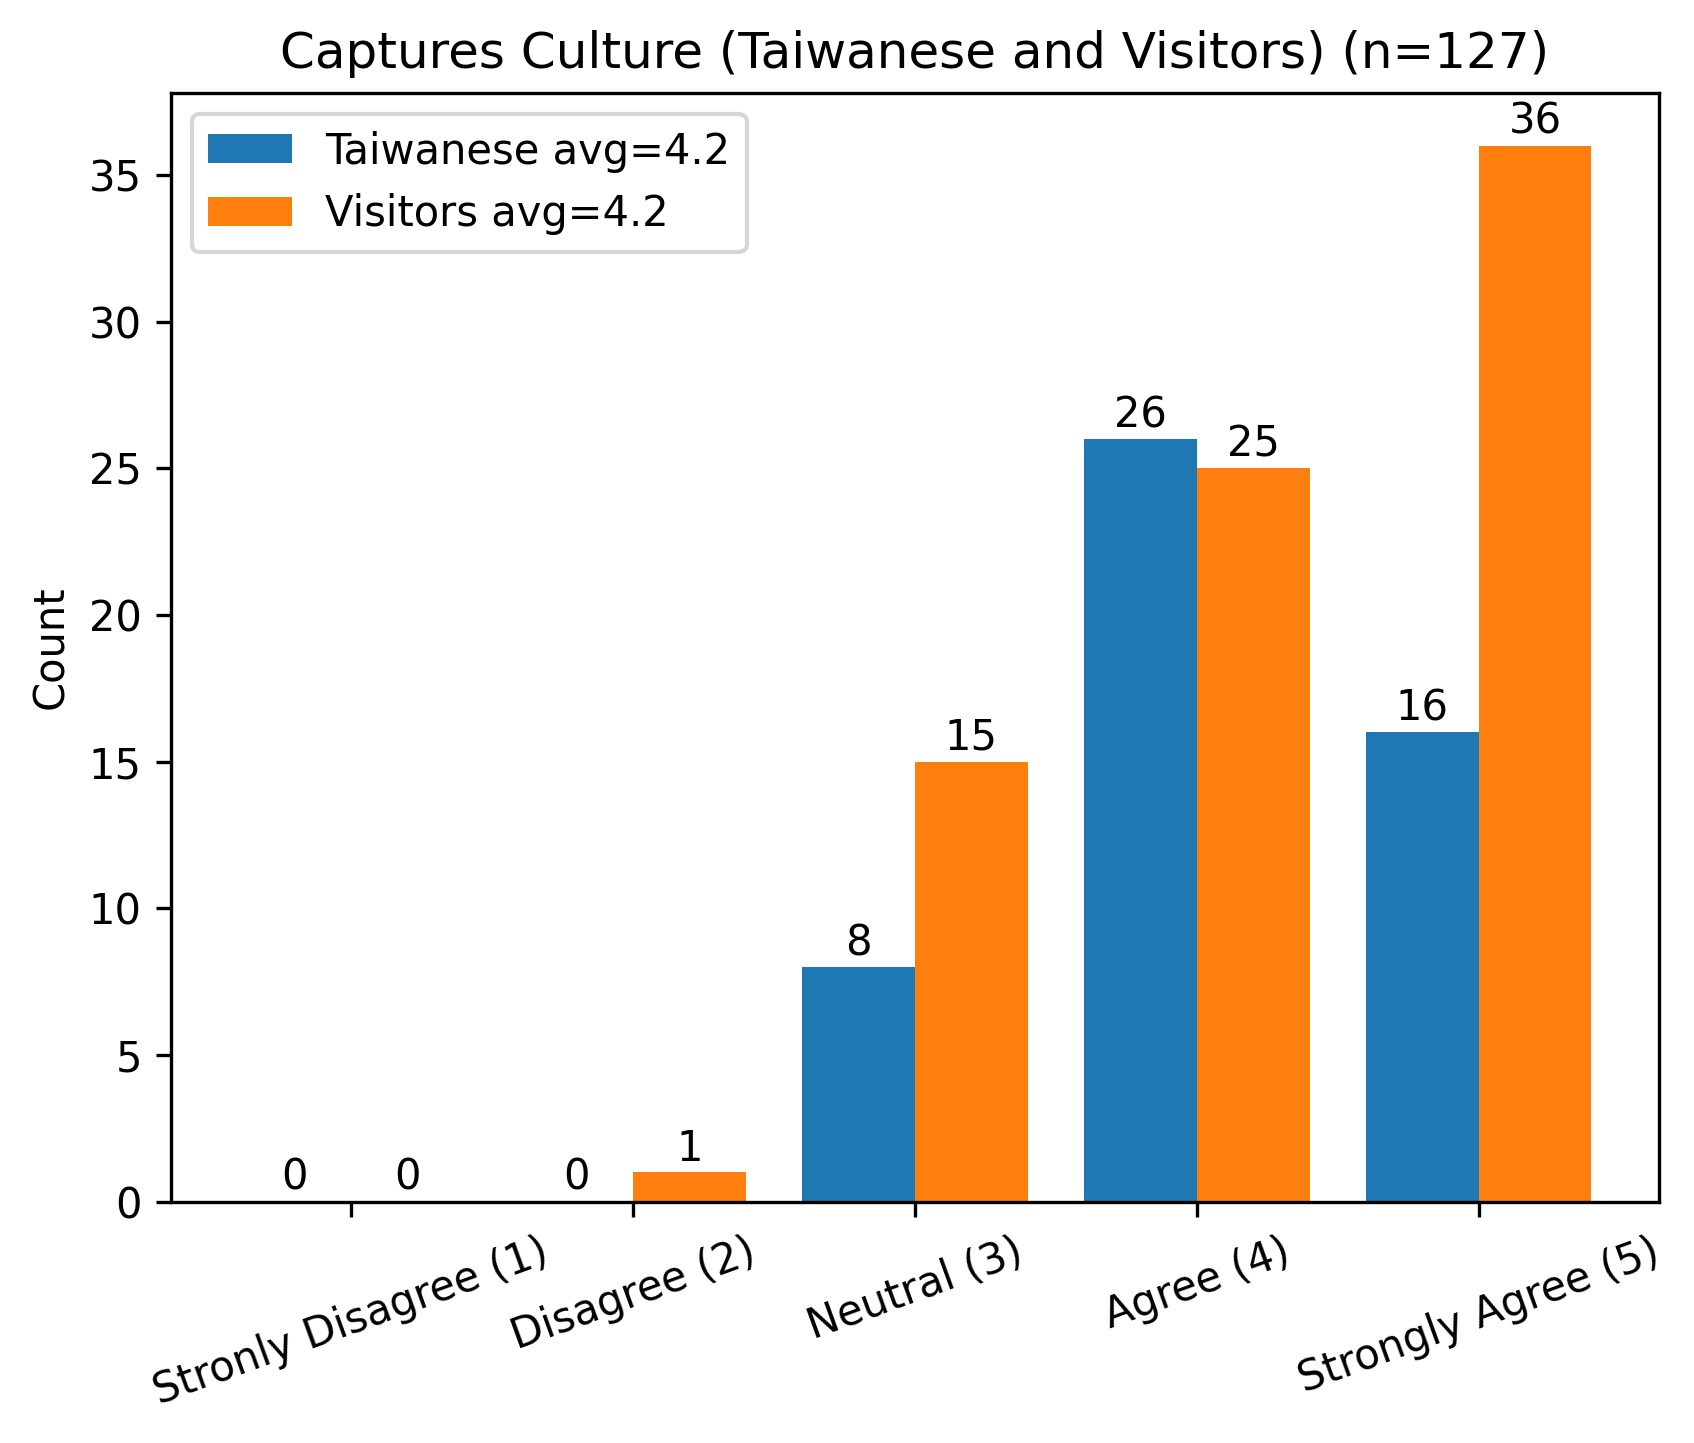 Captures Culture (Taiwanese and Visitors) (n=127)
Taiwanese avg=4.2
Visitors avg=4.2
Count
35
30
25
20
15
10
5
0
0
0
0
1
8
15
26
25
16
36
Stronly Disagree (1)
Disagree (2)
Neutral (3)
Agree (4)
Strongly Agree (5)